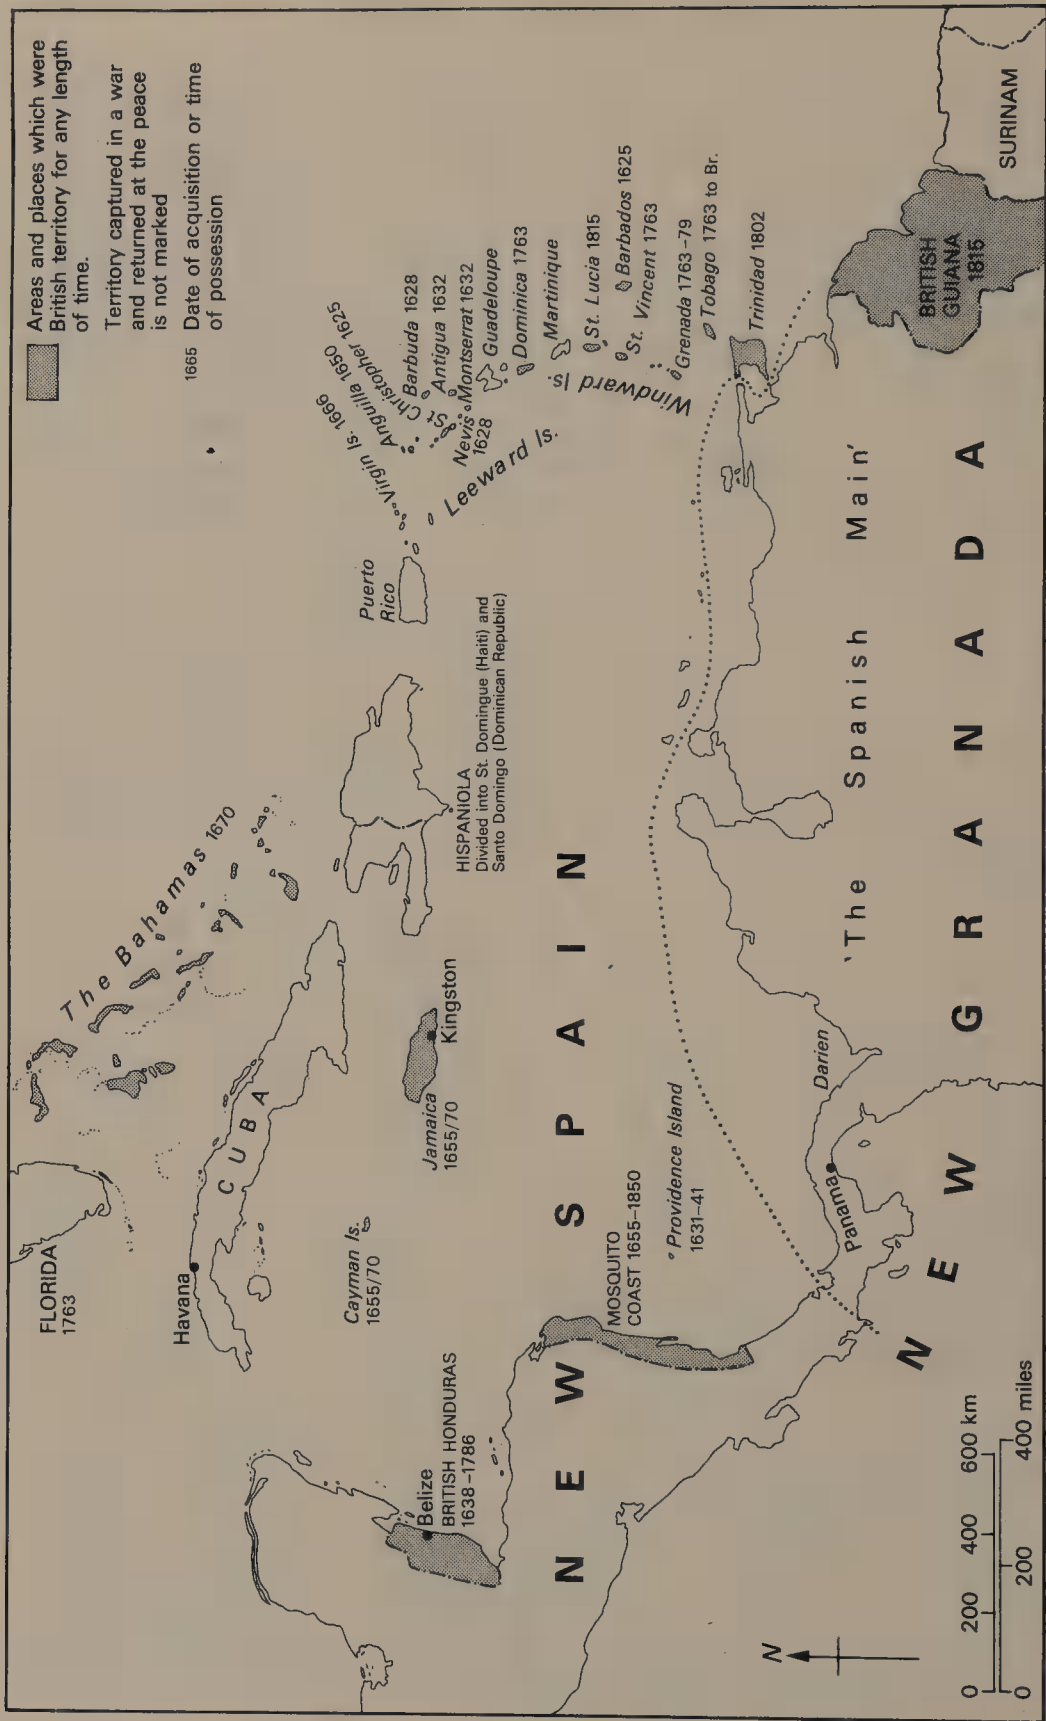 Areas and places which were
British territory for any length
of time.
Territory captured in a war
and returned at the peace
is not marked
1665 Date of acquisition or time
of possession
FLORIDA
1763
The Bahamas 1670
Havana
CUBA
Cayman Is.
1655/70
Jamaica
1655/70
Kingston
HISPANIOLA
Divided into St. Domingue (Haiti) and
Santo Domingo (Dominican Republic)
Puerto
Rico
Virgin Is. 1666
Anguilla 1650
St Christopher 1625
Barbuda 1628
Antigua 1632
Nevis
1628
Montserrat 1632
Guadeloupe
Dominica 1763
Martinique
St. Lucia 1815
Barbados 1625
St. Vincent 1763
Grenada 1763-79
Tobago 1763 to Br.
Trinidad 1802
Leeward Is.
Windward Is.
Belize
BRITISH HONDURAS
1638-1786
NEW SPAIN
MOSQUITO
COAST 1655-1850
Providence Island
1631-41
Darien
Panama
'The Spanish Main'
NEW GRANADA
BRITISH
GUIANA
1815
SURINAM
N
0 200 400 600 km
0 200 400 miles